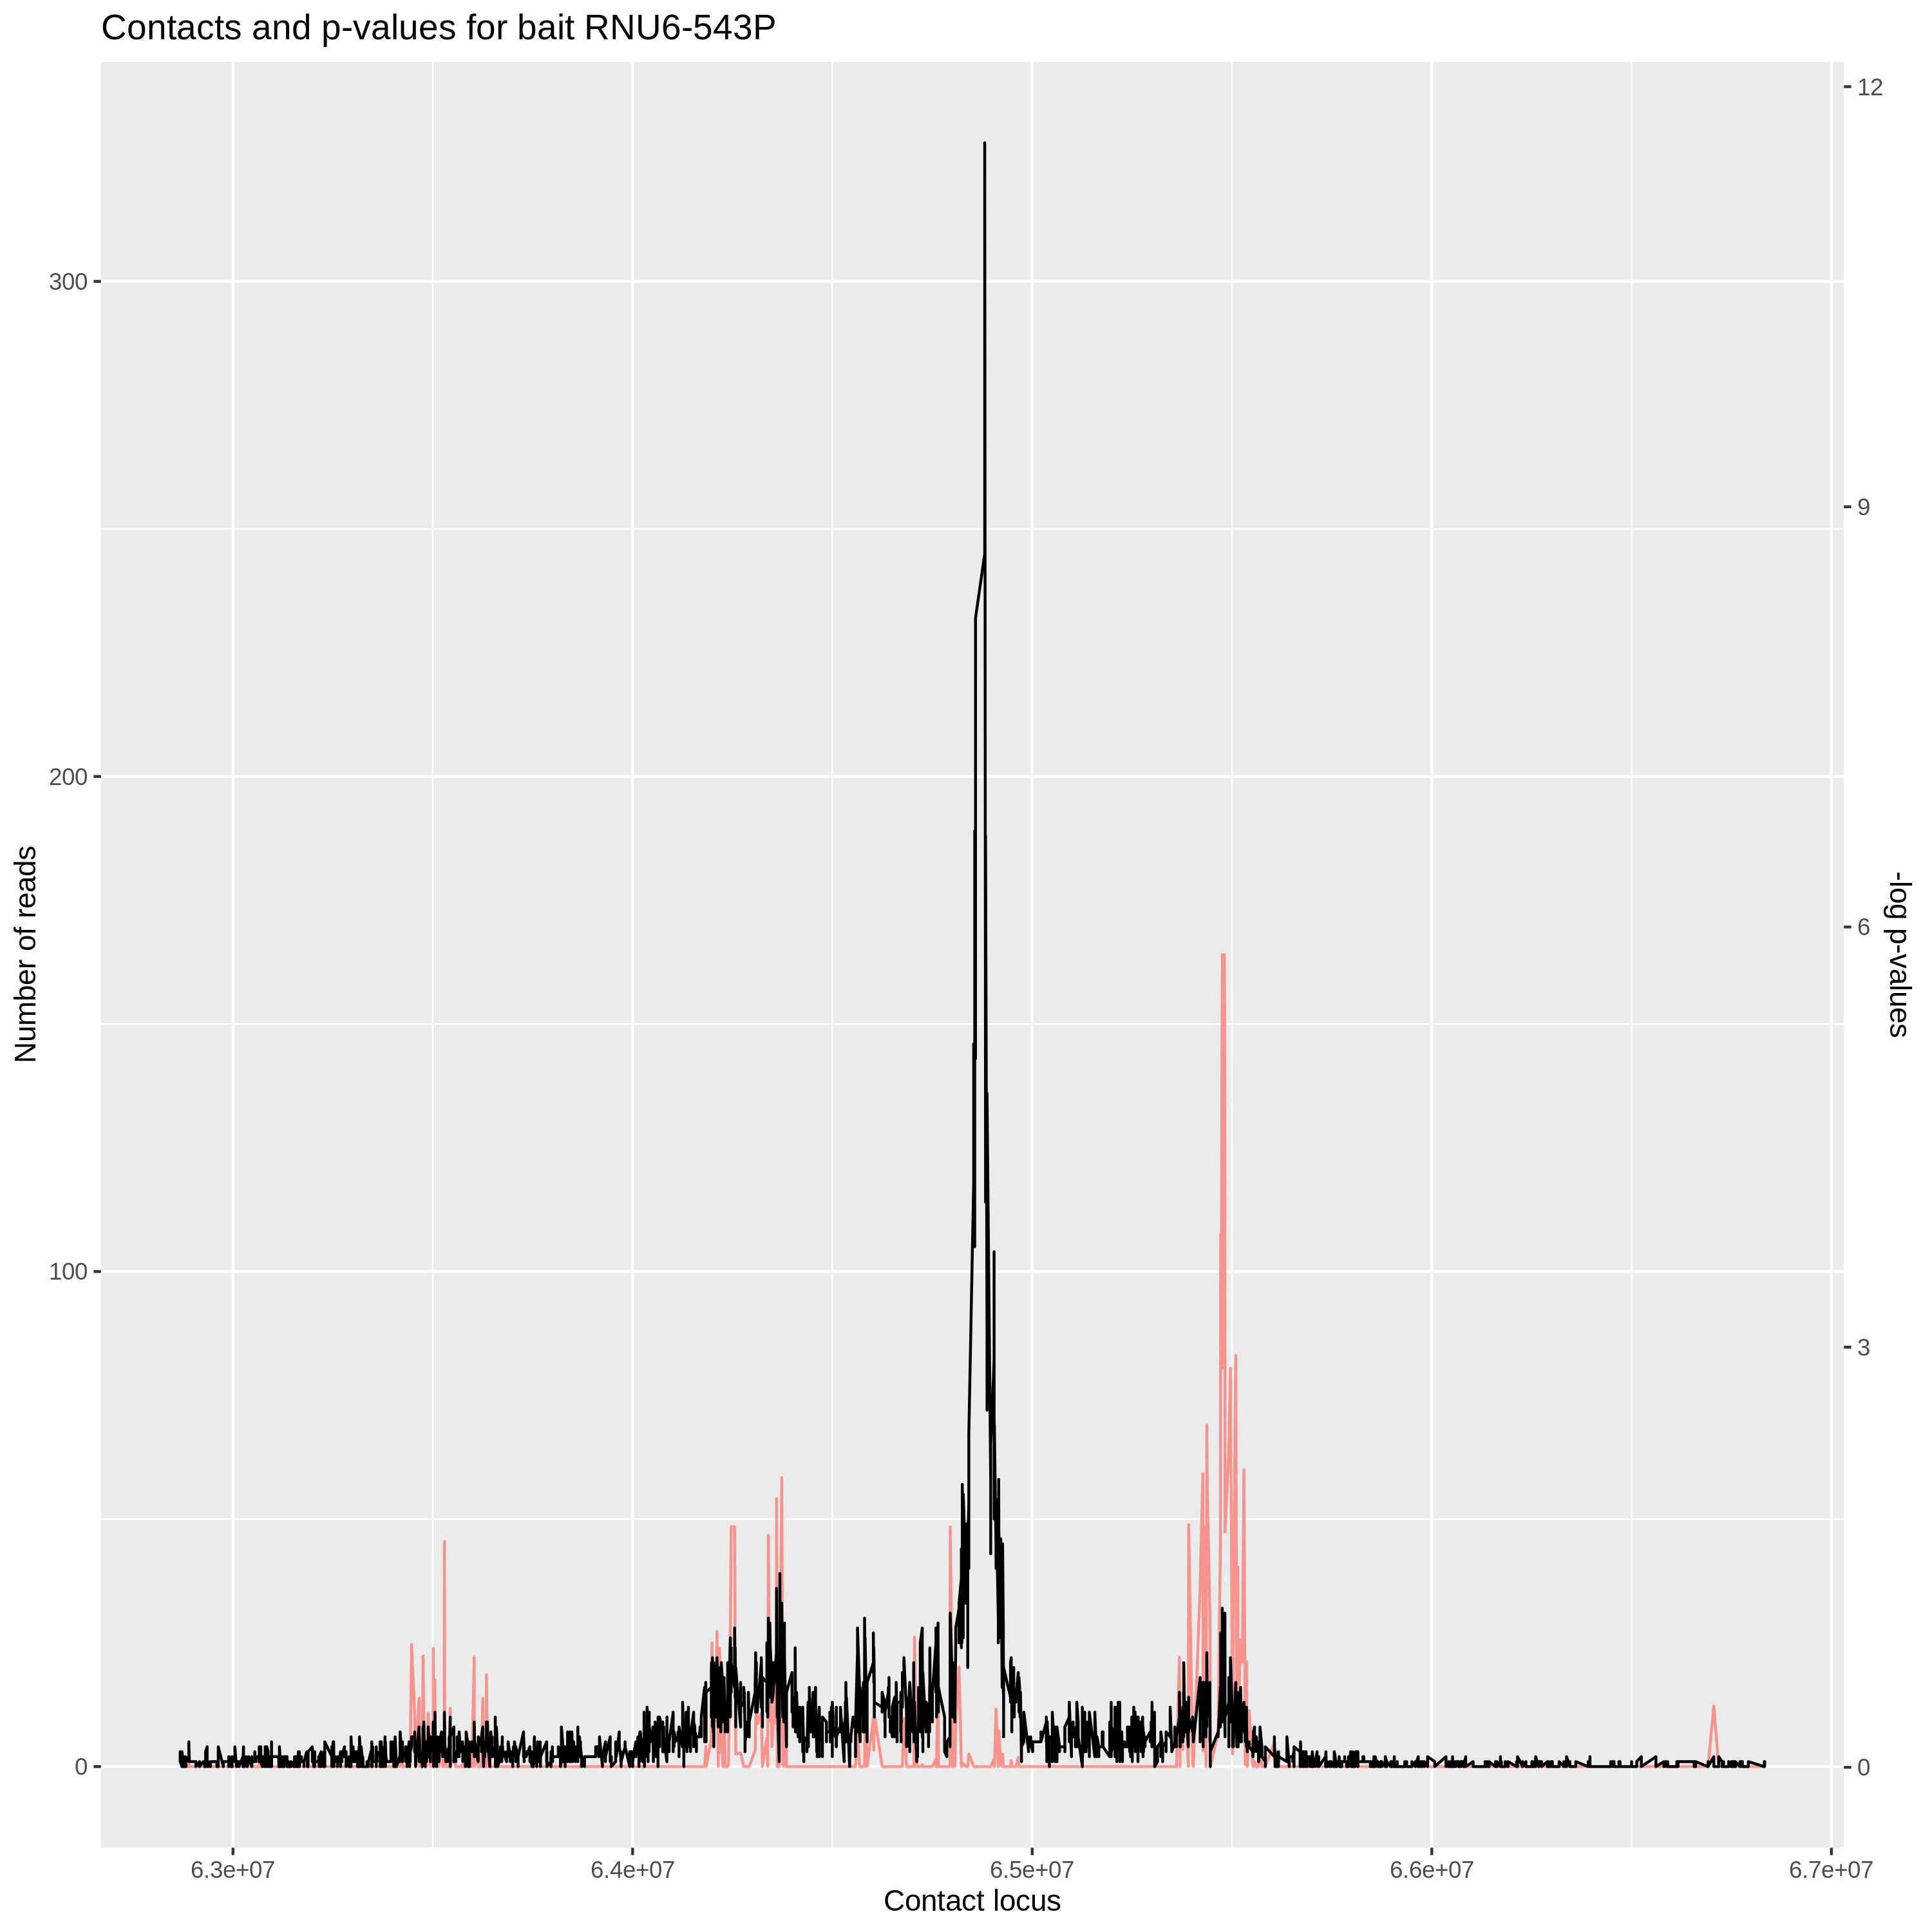 Contacts and p-values for bait RNU6-543P
12
9
6
3
0
300
200
100
0
Number of reads
-log p-values
6.3e+07
6.4e+07
6.5e+07
6.6e+07
6.7e+07
Contact locus